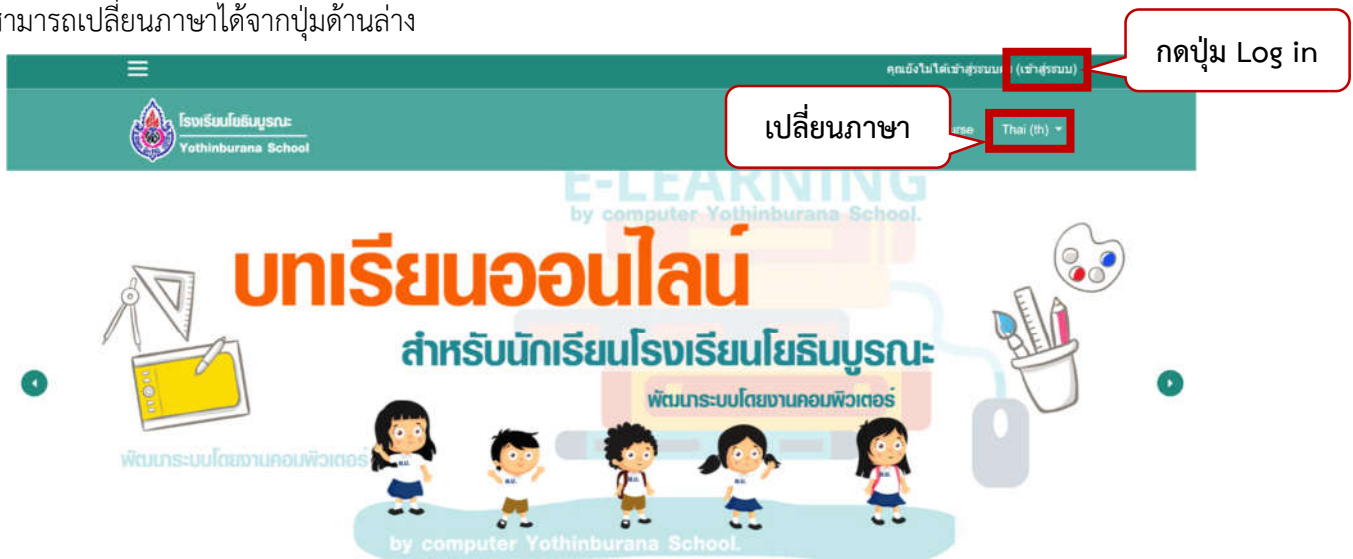 สามารถเปลี่ยนภาษาได้จากปุ่มด้านล่าง
กดปุ่ม Log in
คุณยังไม่ได้เข้าสู่ระบบ (เข้าสู่ระบบ)
โรงเรียนโยธินบูรณะ
Yothinburana School
เปลี่ยนภาษา
Thai (th)
E-LEARNING
by computer Yothinburana School.
บทเรียนออนไลน์
สำหรับนักเรียนโรงเรียนโยธินบูรณะ
พัฒนาระบบโดยงานคอมพิวเตอร์
พัฒนาระบบโดยงานคอมพิวเตอร์
by computer Yothinburana School.